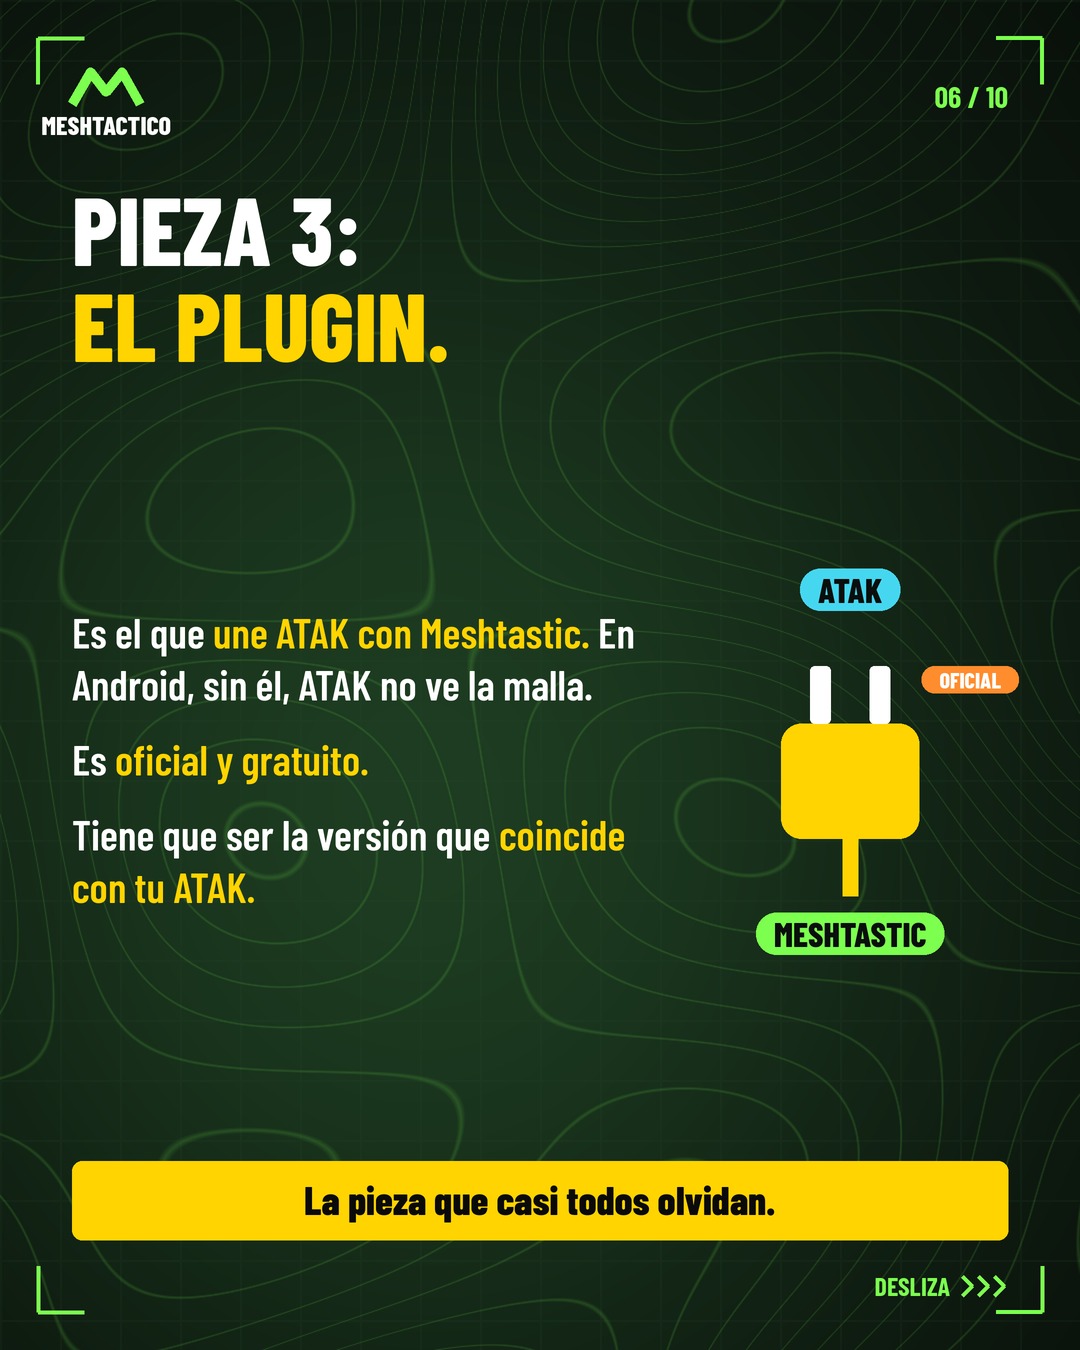 MESHTACTICO
06 / 10
PIEZA 3:
EL PLUGIN.
Es el que une ATAK con Meshtastic. En
Android, sin él, ATAK no ve la malla.
Es oficial y gratuito.
Tiene que ser la versión que coincide
con tu ATAK.
ATAK
OFICIAL
MESHTASTIC
La pieza que casi todos olvidan.
DESLIZA